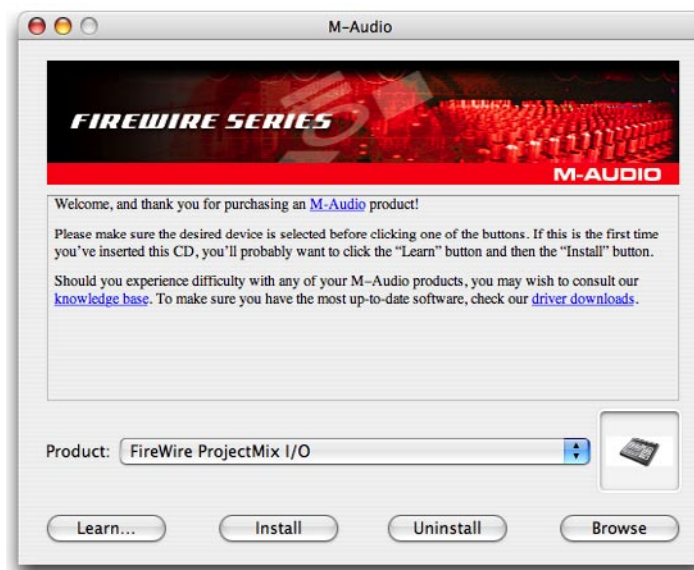 M-Audio
FIREWIRE SERIES
M-AUDIO
Welcome, and thank you for purchasing an M-Audio product!
Please make sure the desired device is selected before clicking one of the buttons. If this is the first time
you've inserted this CD, you'll probably want to click the “Learn” button and then the “Install” button.
Should you experience difficulty with any of your M–Audio products, you may wish to consult our
knowledge base. To make sure you have the most up-to-date software, check our driver downloads.
Product: FireWire ProjectMix I/O
Learn... Install Uninstall Browse